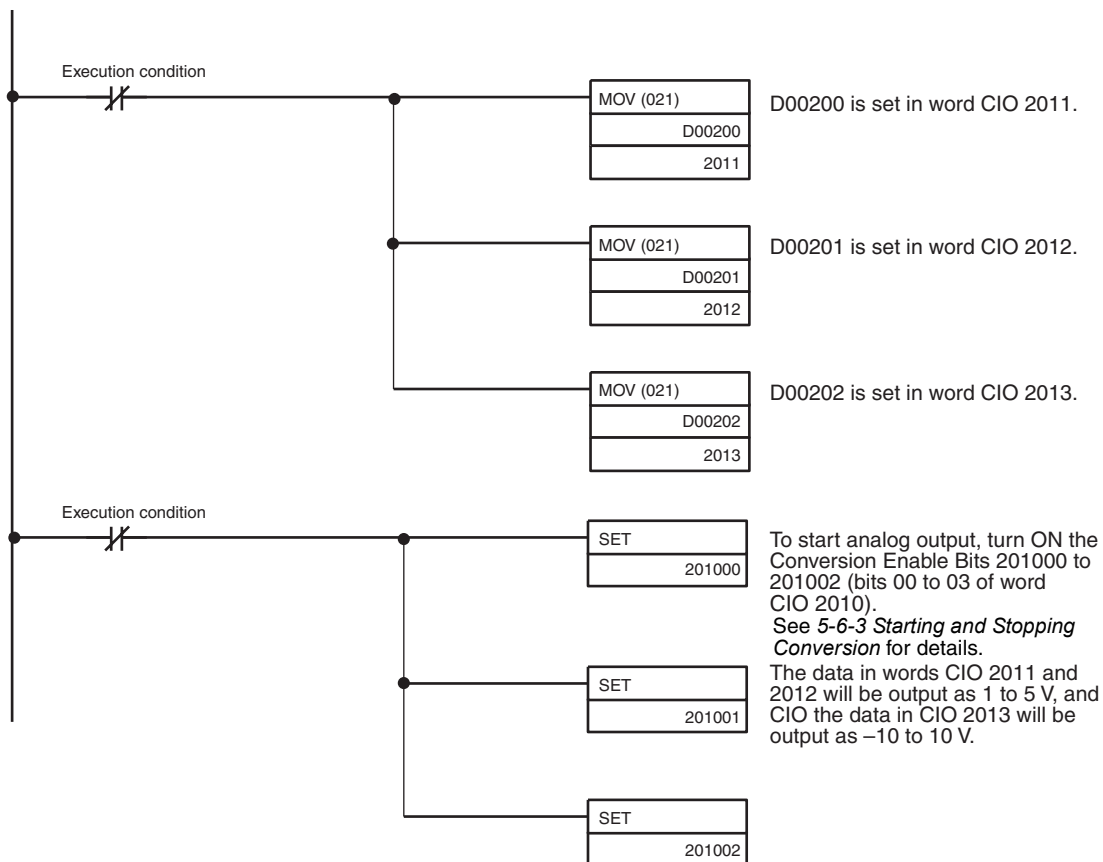 Execution condition
MOV (021)
D00200
2011
D00200 is set in word CIO 2011.
MOV (021)
D00201
2012
D00201 is set in word CIO 2012.
MOV (021)
D00202
2013
D00202 is set in word CIO 2013.
Execution condition
SET
201000
To start analog output, turn ON the
Conversion Enable Bits 201000 to
201002 (bits 00 to 03 of word
CIO 2010).
See 5-6-3 Starting and Stopping
Conversion for details.
SET
201001
The data in words CIO 2011 and
2012 will be output as 1 to 5 V, and
CIO the data in CIO 2013 will be
output as –10 to 10 V.
SET
201002